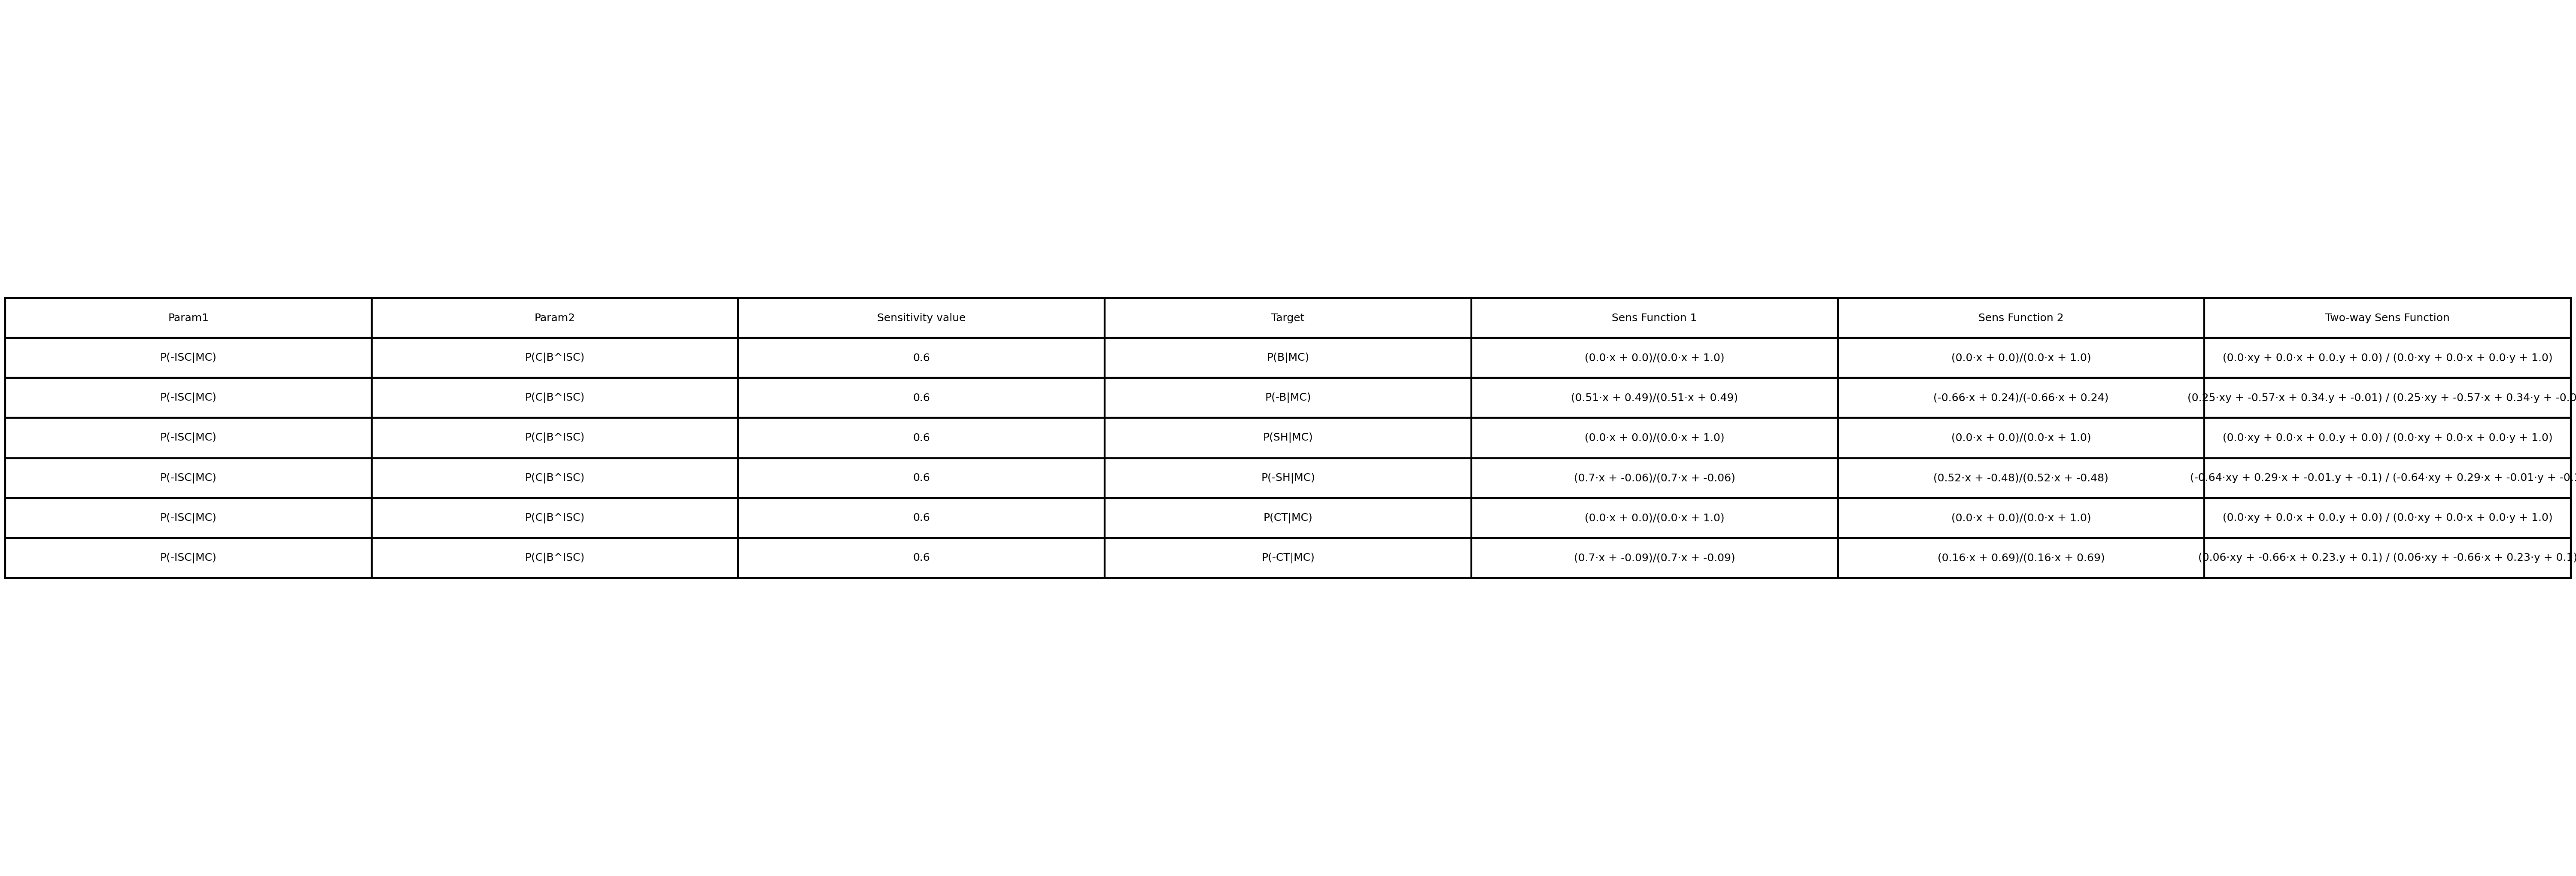 Param1 Param2 Sensitivity value Target Sens Function 1 Sens Function 2 Two-way Sens Function
P(-ISC|MC) P(C|B^ISC) 0.6 P(B|MC) (0.0·x + 0.0)/(0.0·x + 1.0) (0.0·x + 0.0)/(0.0·x + 1.0) (0.0·xy + 0.0·x + 0.0.y + 0.0) / (0.0·xy + 0.0·x + 0.0·y + 1.0)
P(-ISC|MC) P(C|B^ISC) 0.6 P(-B|MC) (0.51·x + 0.49)/(0.51·x + 0.49) (-0.66·x + 0.24)/(-0.66·x + 0.24) (0.25·xy + -0.57·x + 0.34.y + -0.01) / (0.25·xy + -0.57·x + 0.34·y + -0.0
P(-ISC|MC) P(C|B^ISC) 0.6 P(SH|MC) (0.0·x + 0.0)/(0.0·x + 1.0) (0.0·x + 0.0)/(0.0·x + 1.0) (0.0·xy + 0.0·x + 0.0.y + 0.0) / (0.0·xy + 0.0·x + 0.0·y + 1.0)
P(-ISC|MC) P(C|B^ISC) 0.6 P(-SH|MC) (0.7·x + -0.06)/(0.7·x + -0.06) (0.52·x + -0.48)/(0.52·x + -0.48) (-0.64·xy + 0.29·x + -0.01.y + -0.1) / (-0.64·xy + 0.29·x + -0.01·y + -0.
P(-ISC|MC) P(C|B^ISC) 0.6 P(CT|MC) (0.0·x + 0.0)/(0.0·x + 1.0) (0.0·x + 0.0)/(0.0·x + 1.0) (0.0·xy + 0.0·x + 0.0.y + 0.0) / (0.0·xy + 0.0·x + 0.0·y + 1.0)
P(-ISC|MC) P(C|B^ISC) 0.6 P(-CT|MC) (0.7·x + -0.09)/(0.7·x + -0.09) (0.16·x + 0.69)/(0.16·x + 0.69) (0.06·xy + -0.66·x + 0.23.y + 0.1) / (0.06·xy + -0.66·x + 0.23·y + 0.1)